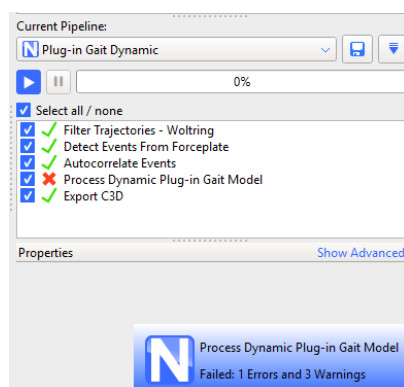 Current Pipeline:
Plug-in Gait Dynamic
0%
Select all / none
Filter Trajectories - Woltring
Detect Events From Forceplate
Autocorrelate Events
Process Dynamic Plug-in Gait Model
Export C3D
Properties Show Advanced
Process Dynamic Plug-in Gait Model
Failed: 1 Errors and 3 Warnings